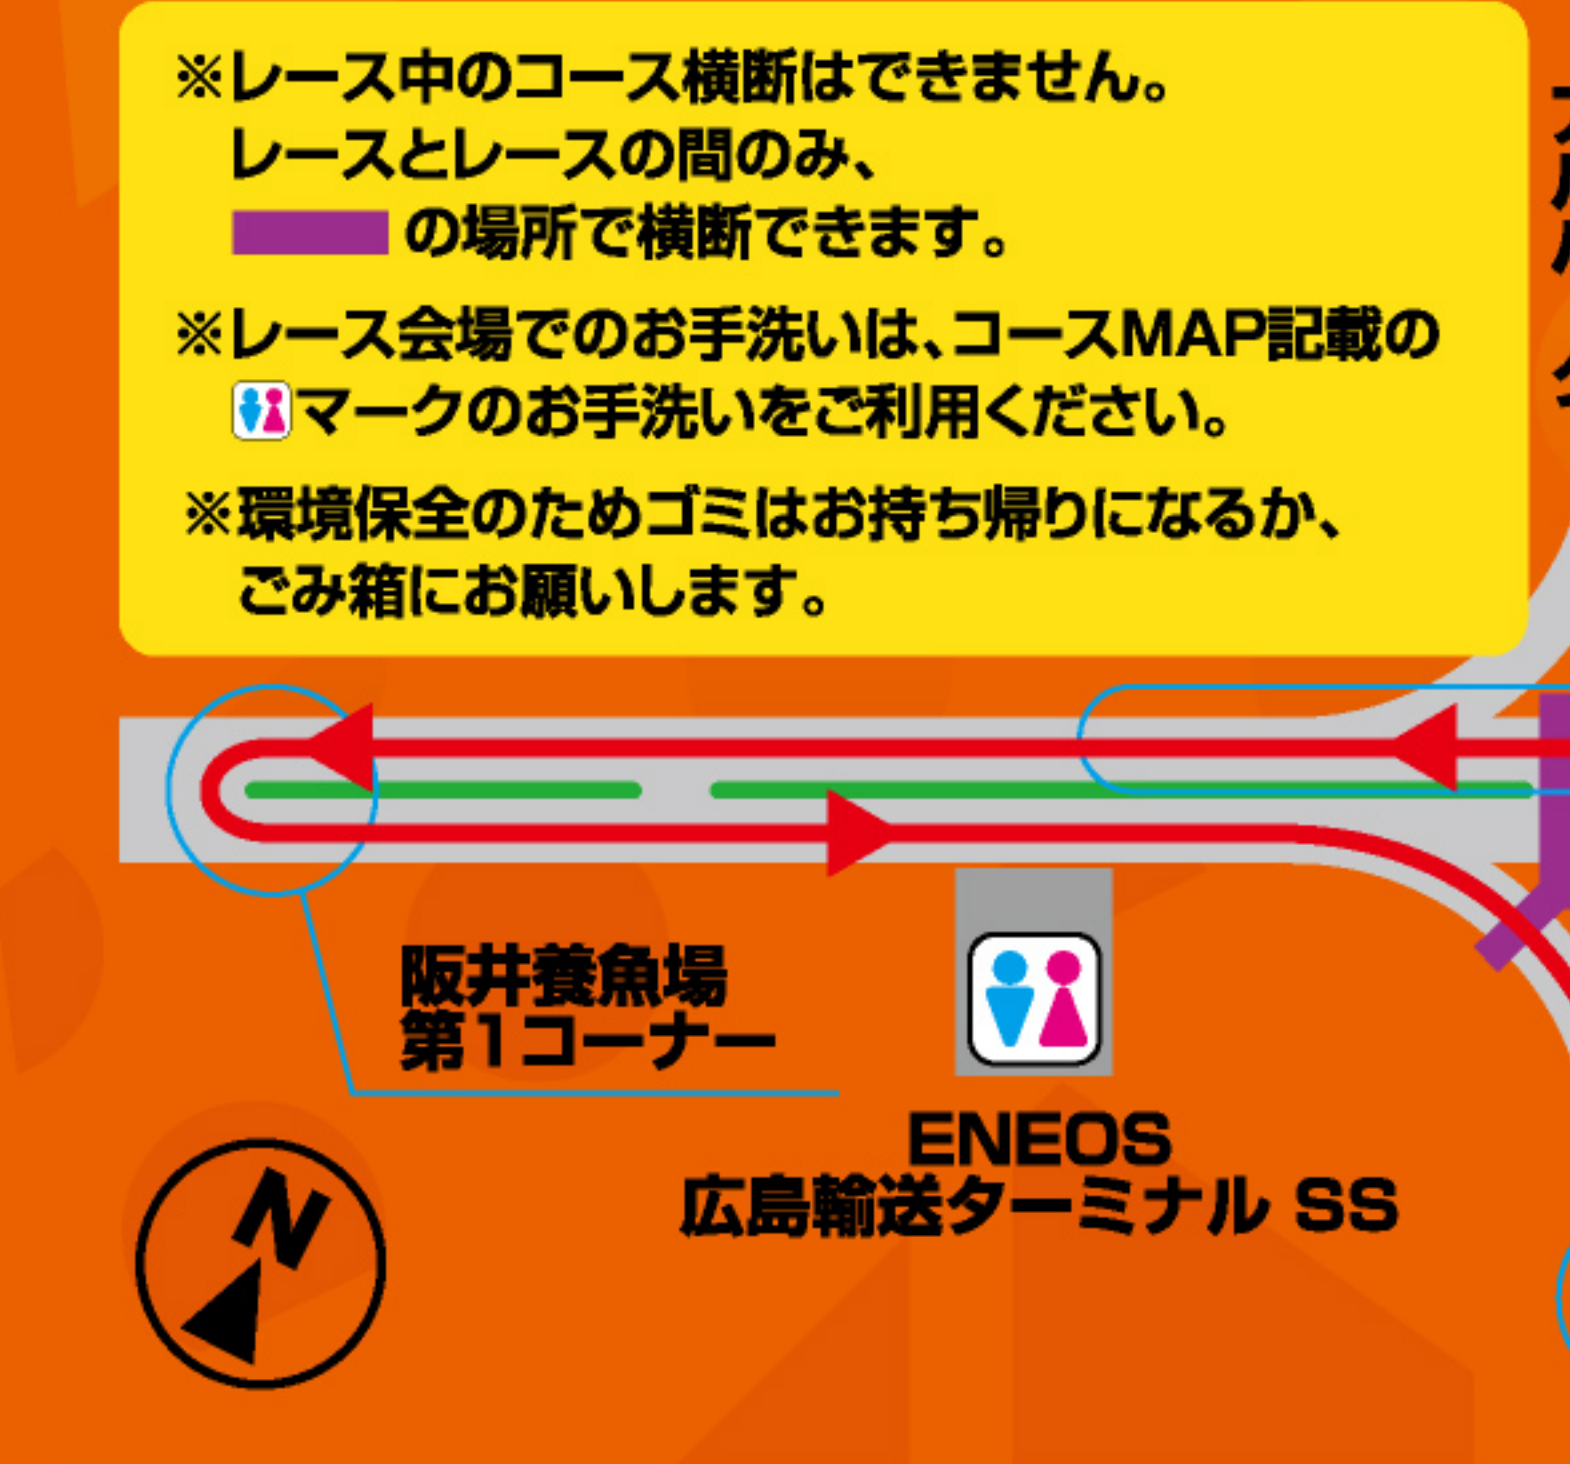 ※レース中のコース横断はできません。
レースとレースの間のみ、
の場所で横断できます。
※レース会場でのお手洗いは、コースMAP記載の
マークのお手洗いをご利用ください。
※環境保全のためゴミはお持ち帰りになるか、
ごみ箱にお願いします。
阪井養魚場
第1コーナー
ENEOS
広島輸送ターミナル SS
N